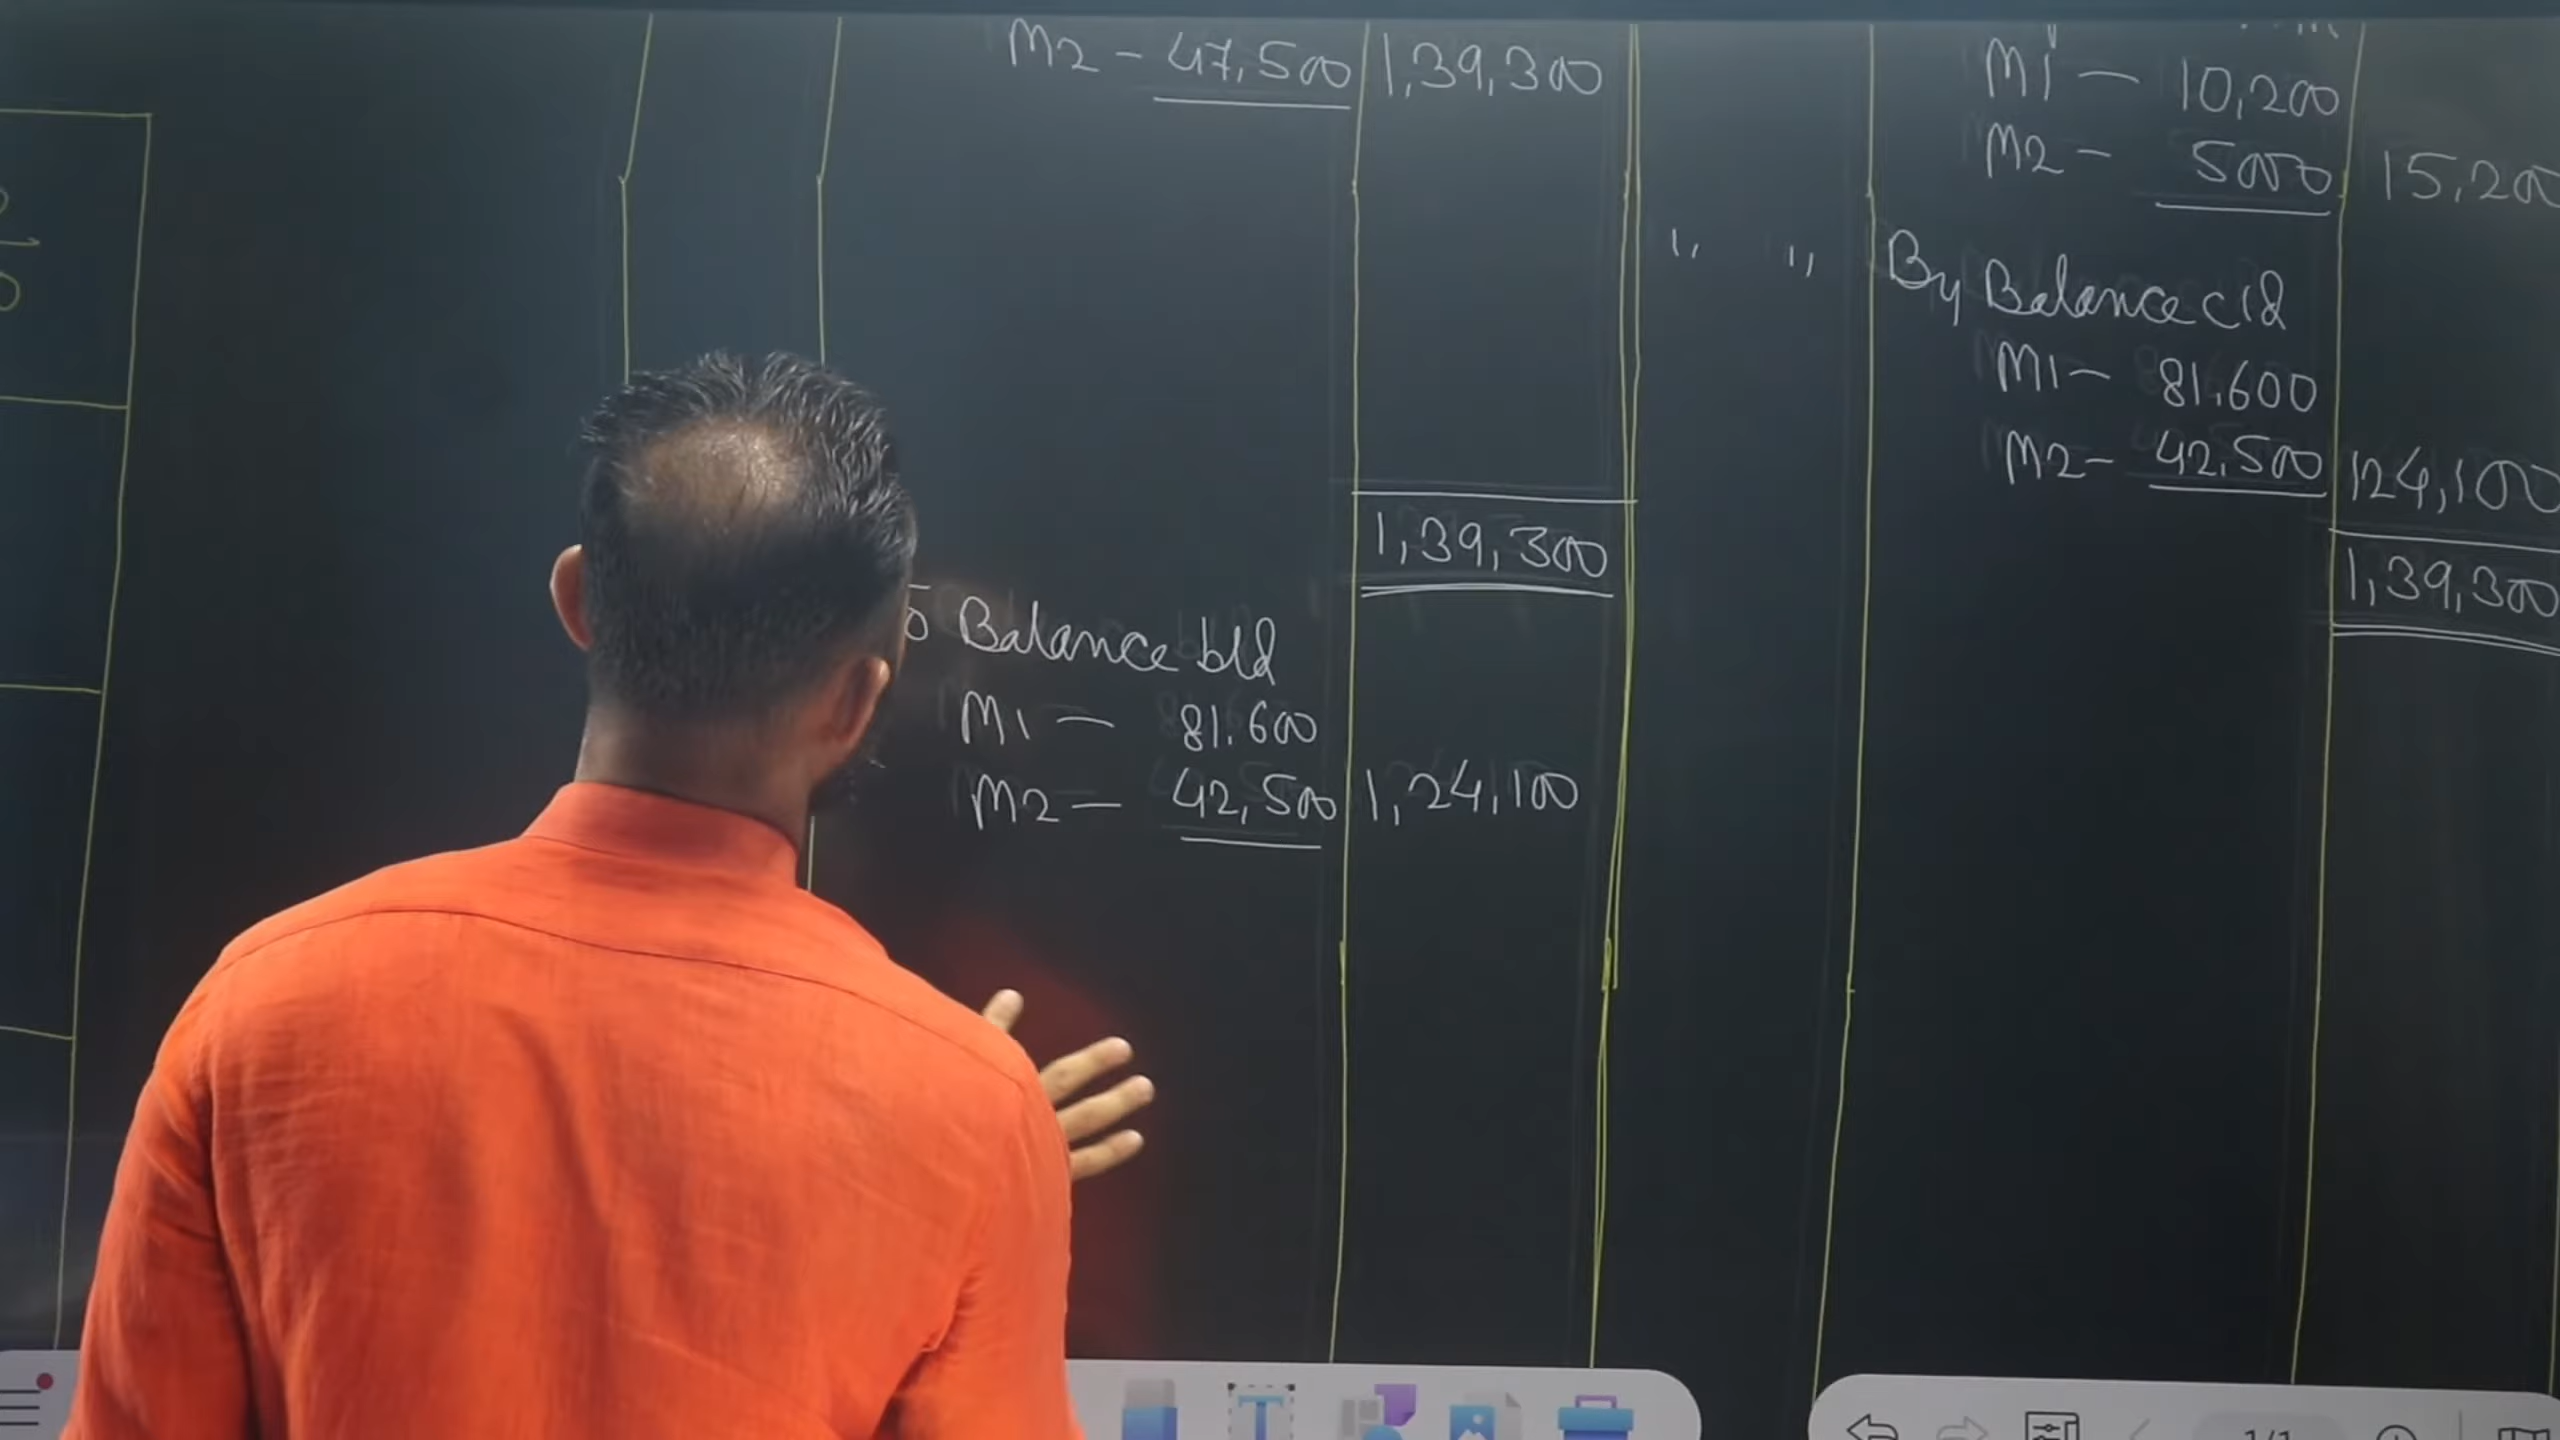 M2 - 47,500 1,39,300
To Balance b/d
M1 - 81,600
M2 - 42,500 1,24,100
1,39,300
M1 - 10,200
M2 - 5000 15,200
" " By Balance c/d
M1 - 81,600
M2 - 42,500 124,100
1,39,300